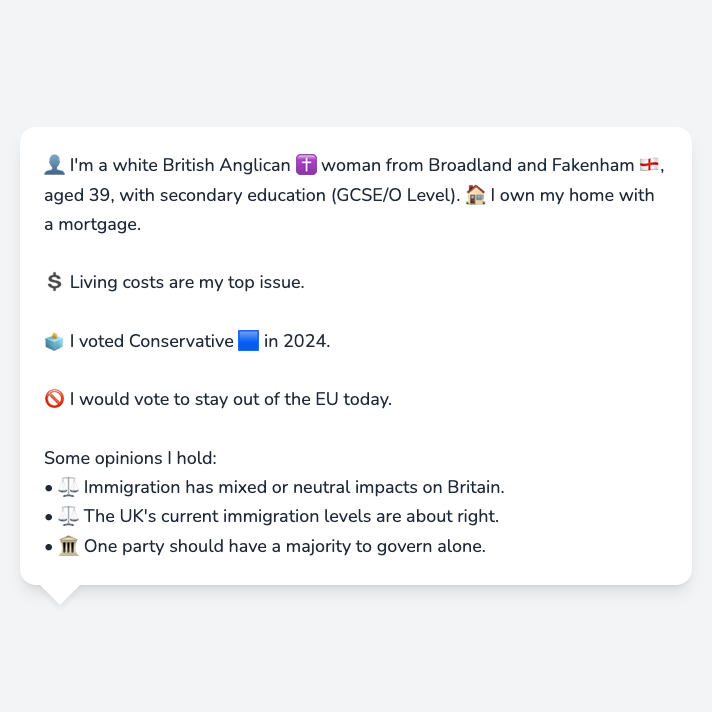 👤 I'm a white British Anglican ✝️ woman from Broadland and Fakenham 🏴󠁧󠁢󠁥󠁮󠁧󠁿,
aged 39, with secondary education (GCSE/O Level). 🏠 I own my home with
a mortgage.
💲 Living costs are my top issue.
🗳️ I voted Conservative 🟦 in 2024.
🚫 I would vote to stay out of the EU today.
Some opinions I hold:
• ⚖️ Immigration has mixed or neutral impacts on Britain.
• ⚖️ The UK's current immigration levels are about right.
• 🏛️ One party should have a majority to govern alone.